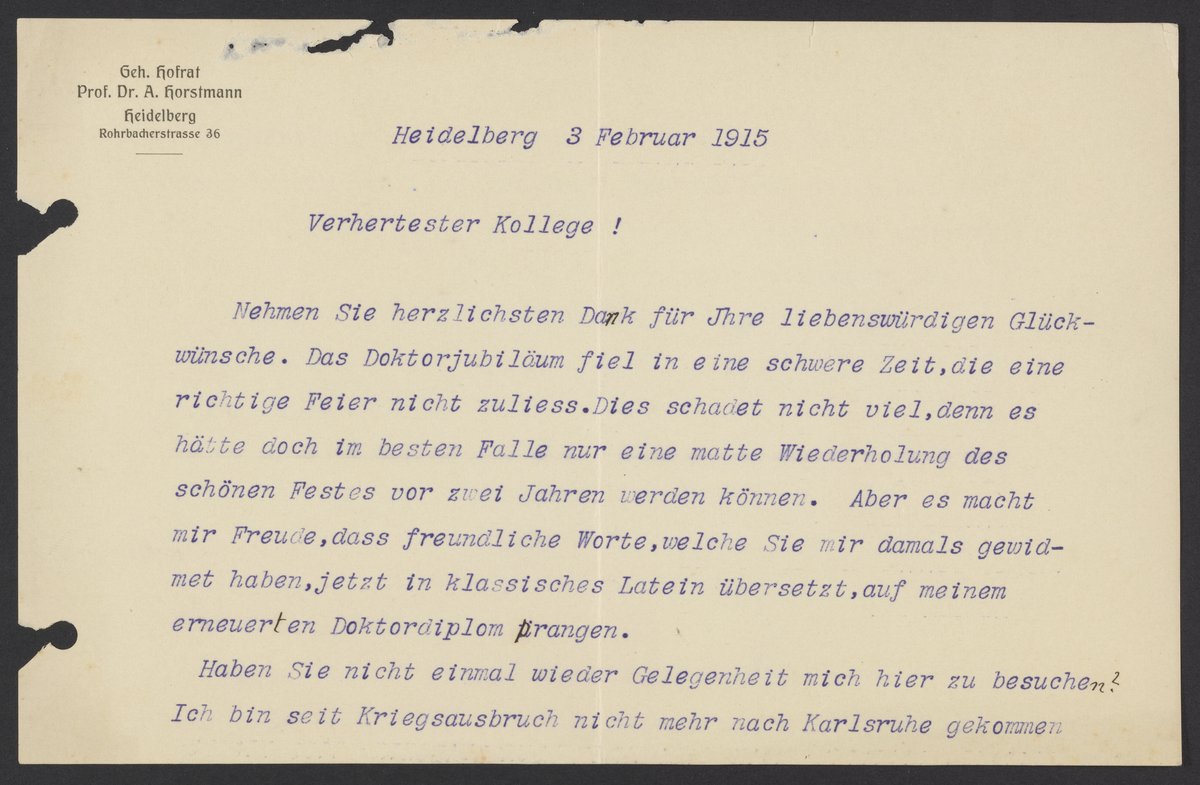 Geh. Hofrat
Prof. Dr. A. Horstmann
Heidelberg
Rohrbacherstrasse 36
Heidelberg 3 Februar 1915
Verhertester Kollege !
Nehmen Sie herzlichsten Dank für Jhre liebenswürdigen Glück-
wünsche. Das Doktorjubiläum fiel in eine schwere Zeit,die eine
richtige Feier nicht zuliess.Dies schadet nicht viel,denn es
hätte doch im besten Falle nur eine matte Wiederholung des
schönen Festes vor zwei Jahren werden können. Aber es macht
mir Freude,dass freundliche Worte,welche Sie mir damals gewid-
met haben,jetzt in klassisches Latein übersetzt,auf meinem
erneuerten Doktordiplom prangen.
Haben Sie nicht einmal wieder Gelegenheit mich hier zu besuchen?
Ich bin seit Kriegsausbruch nicht mehr nach Karlsruhe gekommen